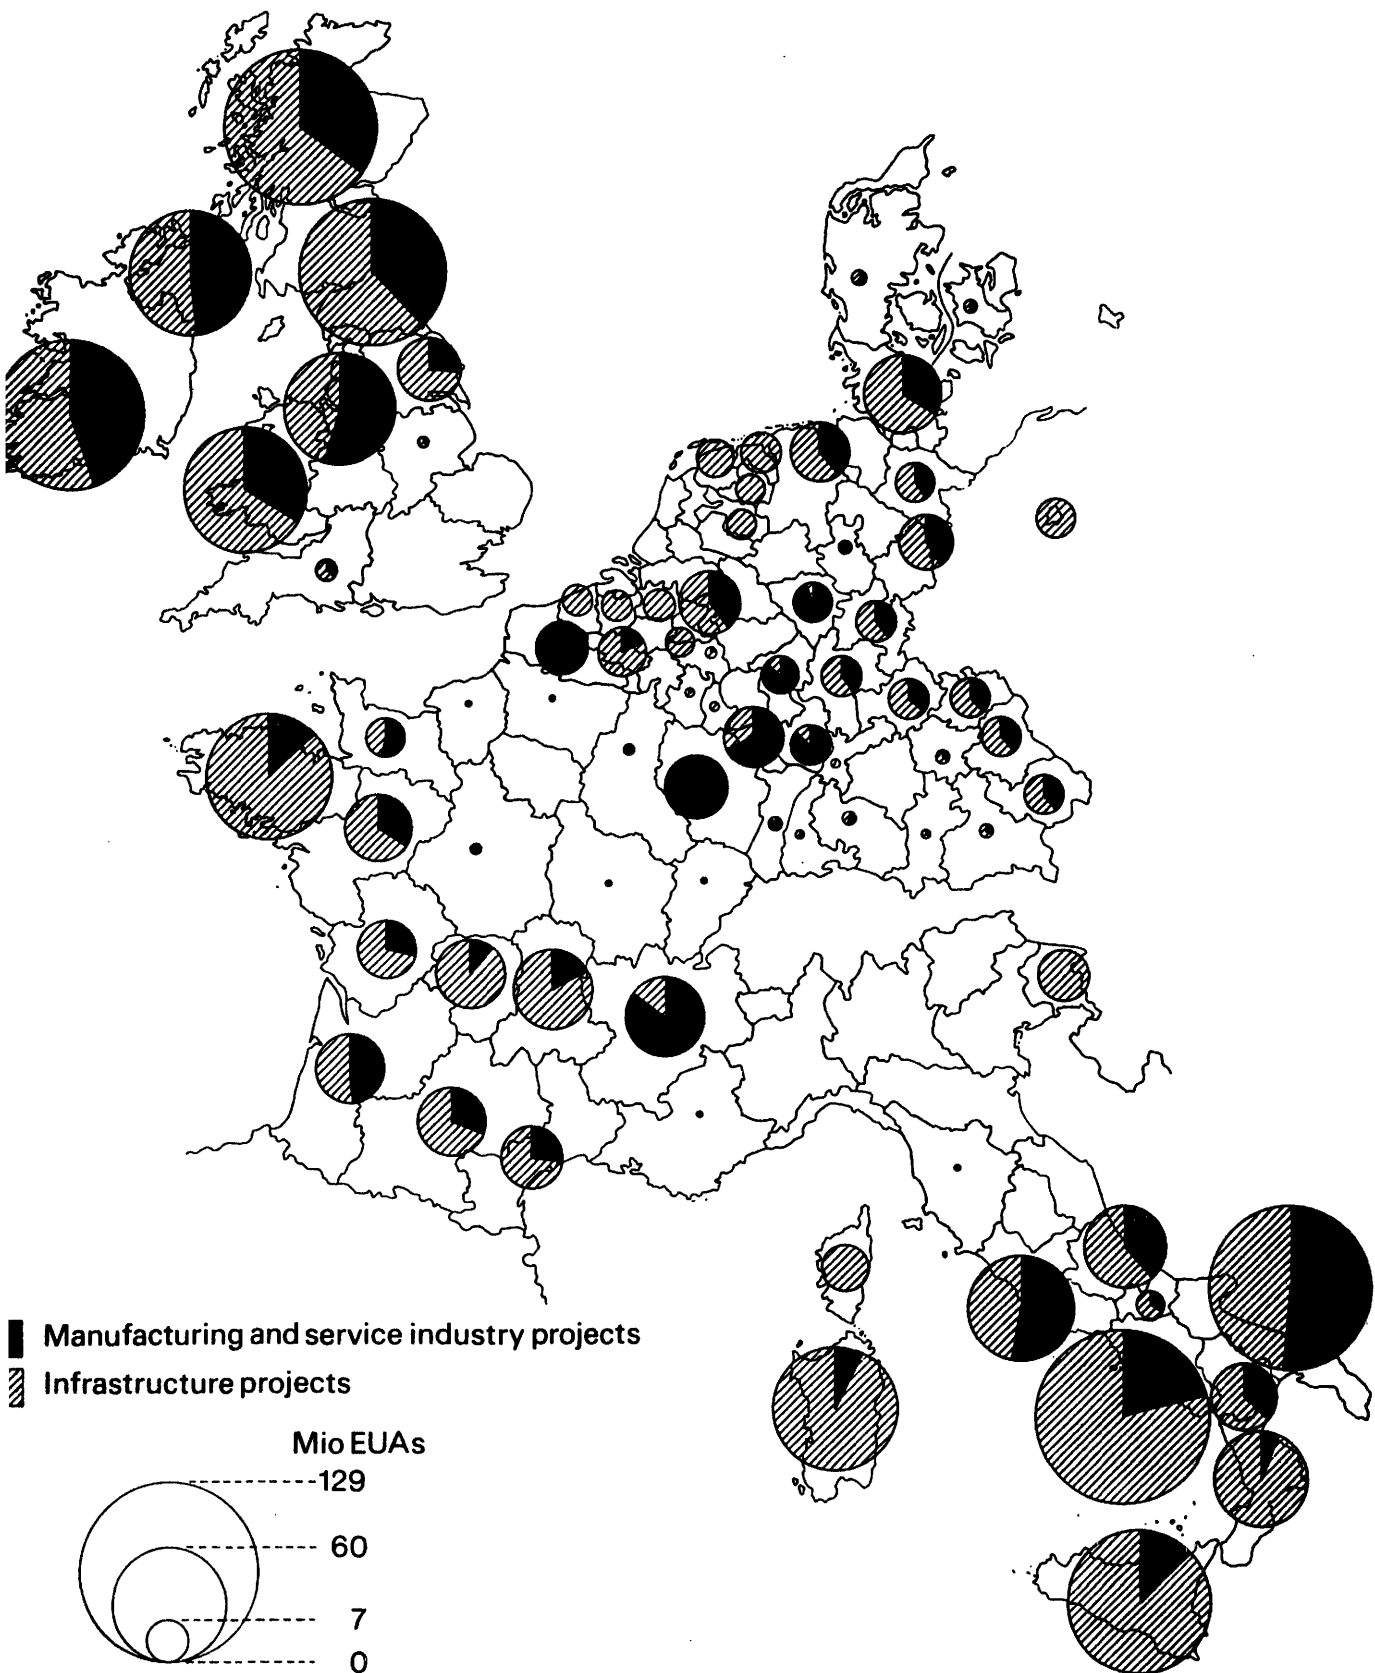 Manufacturing and service industry projects
Infrastructure projects
Mio EUAs
129
60
7
0